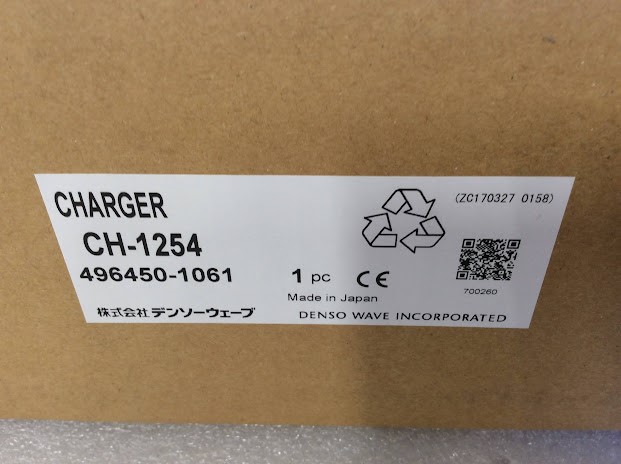 CHARGER
(ZC170327 0158)
CH-1254
496450-1061
1 pc CE
700260
Made in Japan
株式会社 デンソーウェーブ
DENSO WAVE INCORPORATED